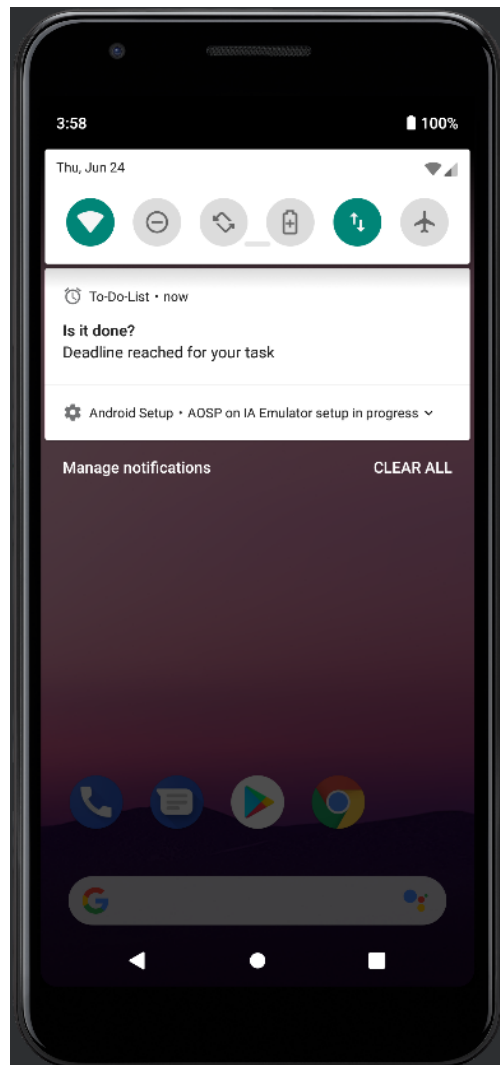 3:58 100%
Thu, Jun 24
To-Do-List • now
Is it done?
Deadline reached for your task
Android Setup • AOSP on IA Emulator setup in progress
Manage notifications CLEAR ALL
G